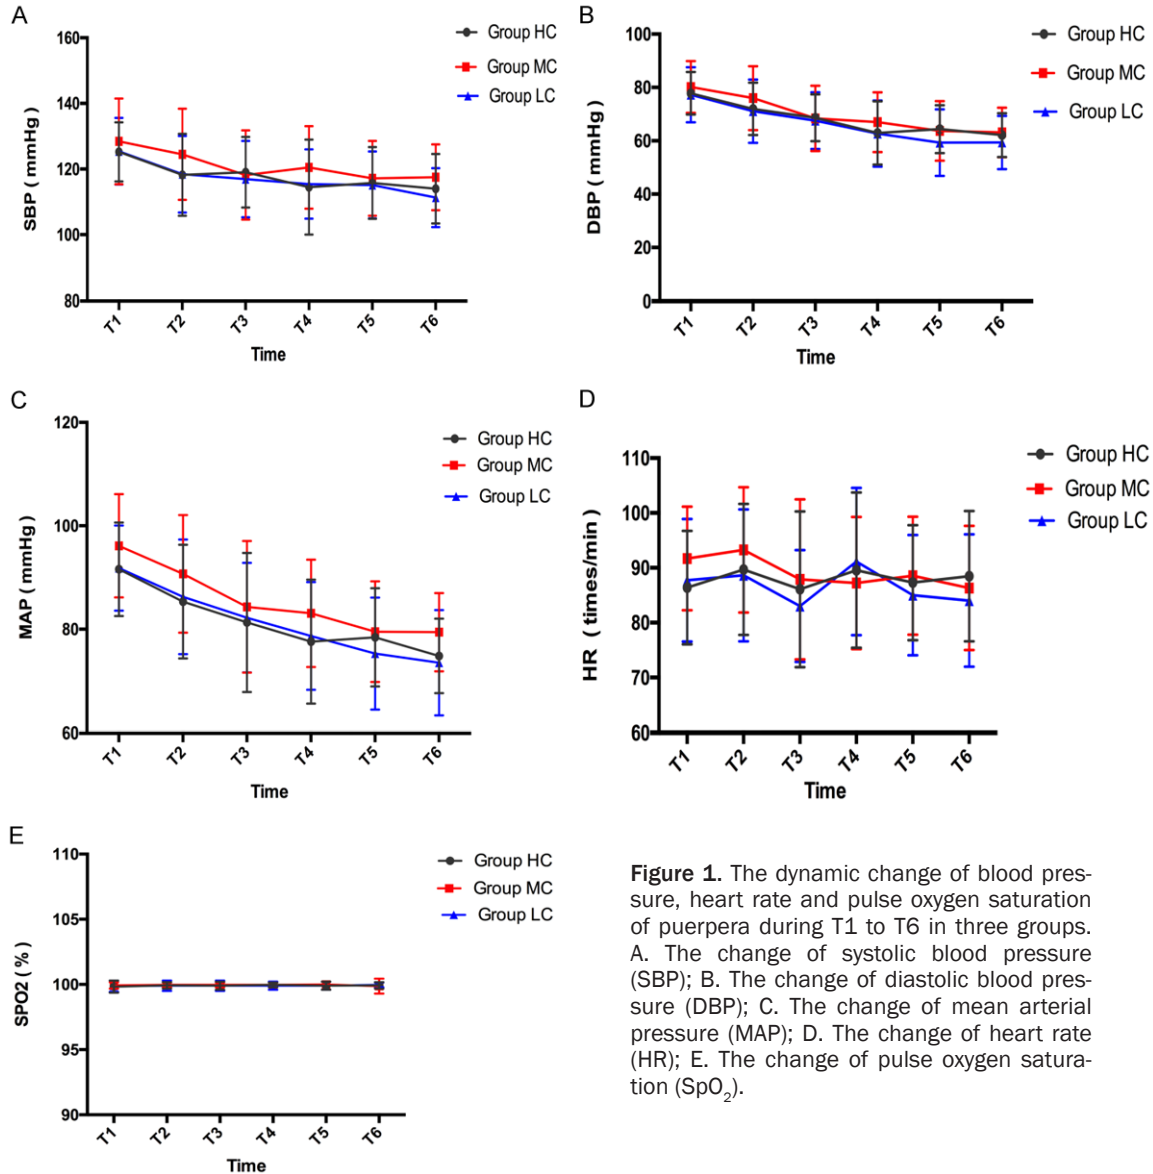 A
160
140
120
100
80
SBP ( mmHg)
T1
T2
T3
T4
T5
T6
Time
Group HC
Group MC
Group LC
B
100
80
60
40
20
0
DBP ( mmHg)
T1
T2
T3
T4
T5
T6
Time
Group HC
Group MC
Group LC
C
120
100
80
60
MAP ( mmHg)
T1
T2
T3
T4
T5
T6
Time
Group HC
Group MC
Group LC
D
110
100
90
80
70
60
HR ( times/min)
T1
T2
T3
T4
T5
T6
Time
Group HC
Group MC
Group LC
E
110
105
100
95
90
SPO2 ( %)
T1
T2
T3
T4
T5
T6
Time
Group HC
Group MC
Group LC
Figure 1. The dynamic change of blood pres-
sure, heart rate and pulse oxygen saturation
of puerpera during T1 to T6 in three groups.
A. The change of systolic blood pressure
(SBP); B. The change of diastolic blood pres-
sure (DBP); C. The change of mean arterial
pressure (MAP); D. The change of heart rate
(HR); E. The change of pulse oxygen satura-
tion (SpO₂).